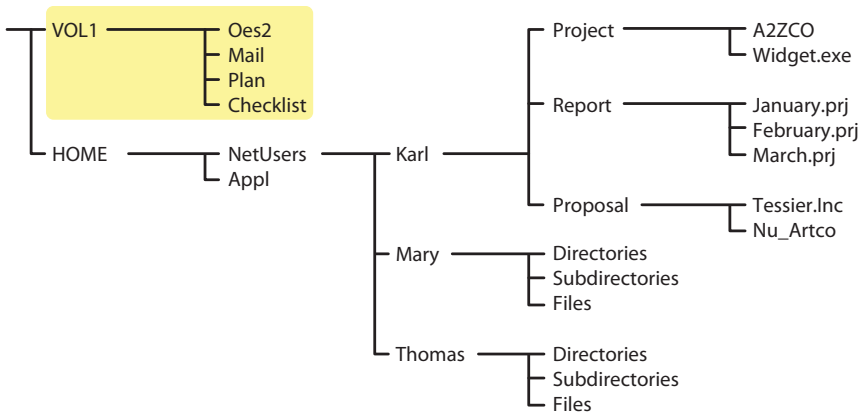 VOL1
Oes2
Mail
Plan
Checklist
HOME
NetUsers
Appl
Karl
Project
A2ZCO
Widget.exe
Report
January.prj
February.prj
March.prj
Proposal
Tessier.Inc
Nu_Artco
Mary
Directories
Subdirectories
Files
Thomas
Directories
Subdirectories
Files